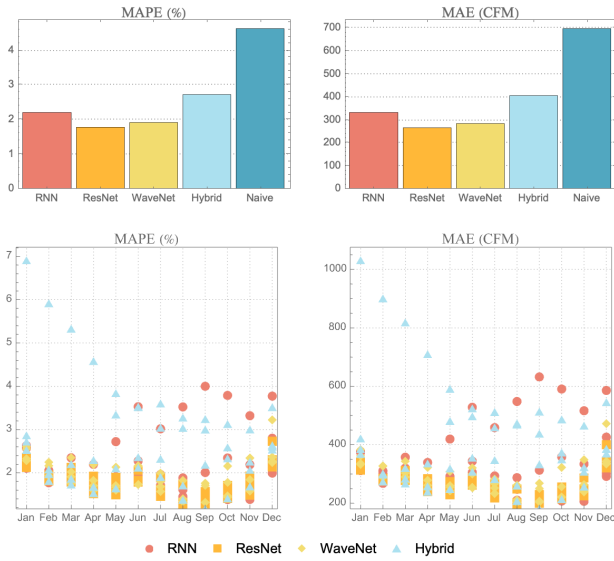 MAPE (%)
4
3
2
1
0
RNN ResNet WaveNet Hybrid Naive
MAE (CFM)
700
600
500
400
300
200
100
0
RNN ResNet WaveNet Hybrid Naive
MAPE (%)
7
6
5
4
3
2
Jan Feb Mar Apr May Jun Jul Aug Sep Oct Nov Dec
MAE (CFM)
1000
800
600
400
200
Jan Feb Mar Apr May Jun Jul Aug Sep Oct Nov Dec
RNN ResNet WaveNet Hybrid